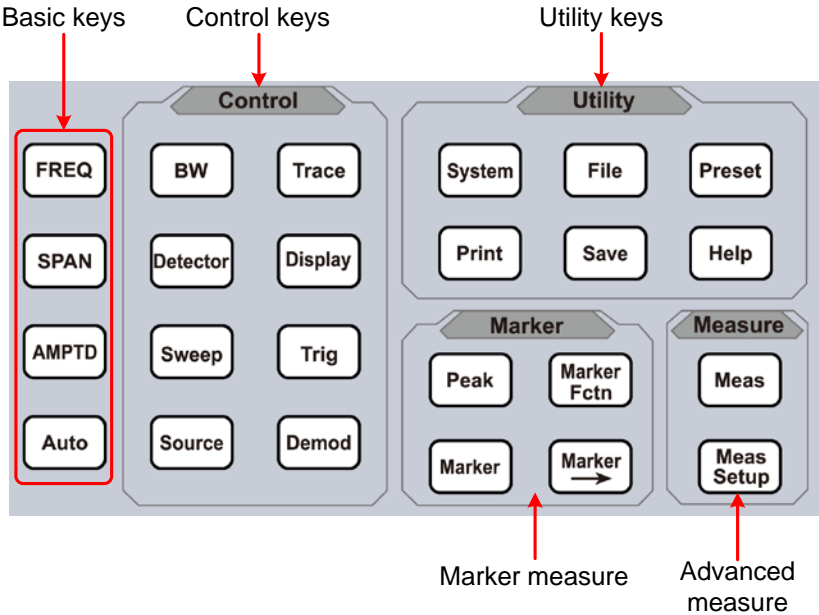 Basic keys
Control keys
Utility keys
Control
Utility
FREQ
BW
Trace
System
File
Preset
SPAN
Detector
Display
Print
Save
Help
Marker
Measure
AMPTD
Sweep
Trig
Peak
Marker
Fctn
Meas
Auto
Source
Demod
Marker
Marker
→
Meas
Setup
Marker measure
Advanced
measure